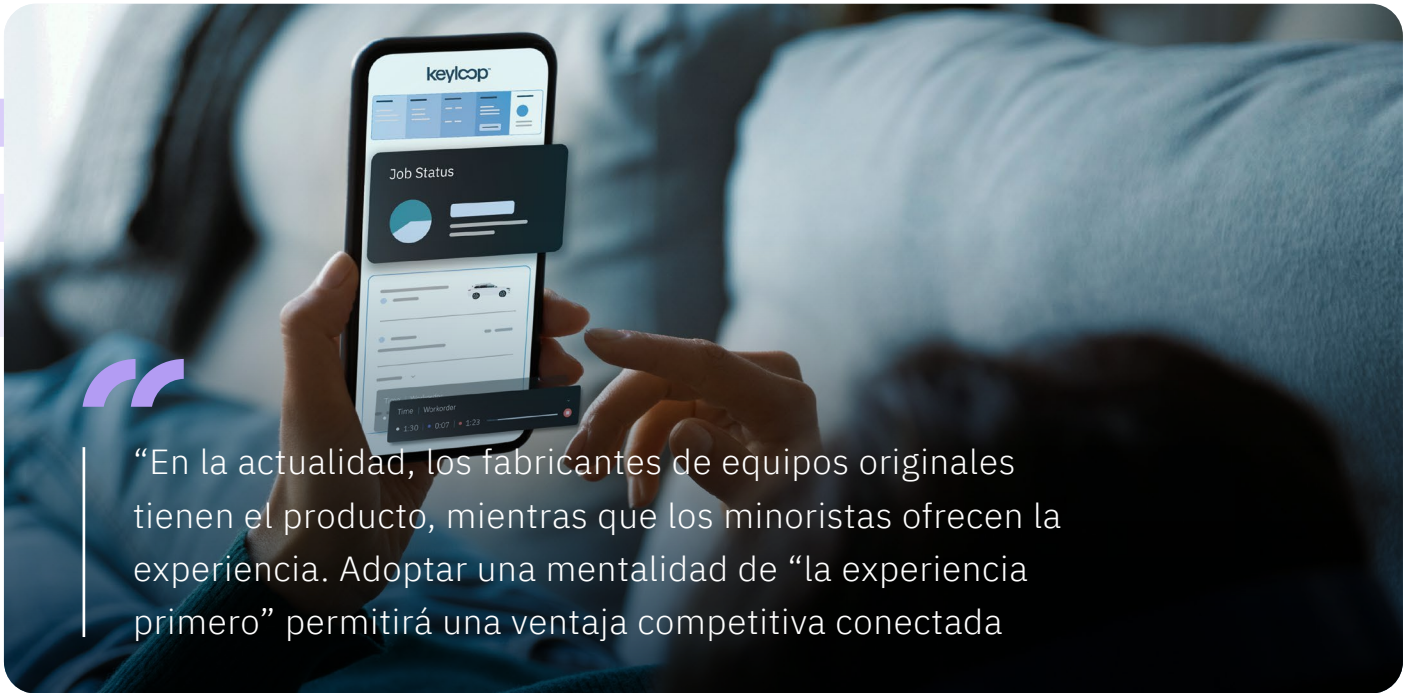 keyloop
Job Status
Time | Workorder
1:30 | 0:07 | 1:23
“En la actualidad, los fabricantes de equipos originales
tienen el producto, mientras que los minoristas ofrecen la
experiencia. Adoptar una mentalidad de “la experiencia
primero” permitirá una ventaja competitiva conectada